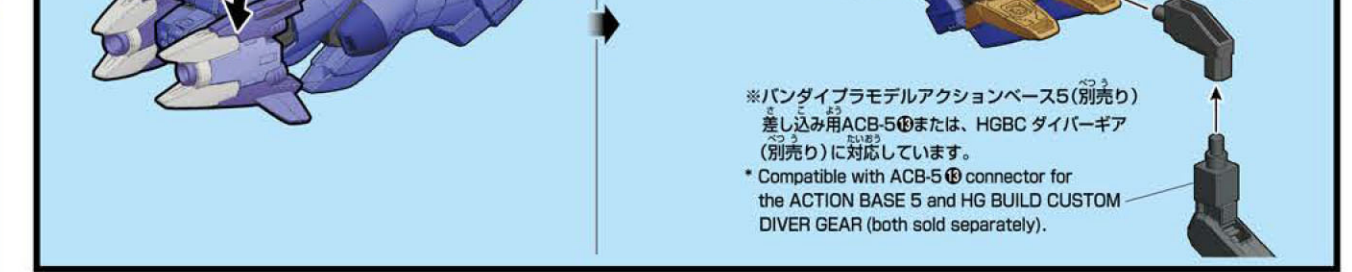 ※バンダイプラモデルアクションベース5(別売り)
差し込み用ACB-5⓭または、HGBC ダイバーギア
(別売り)に対応しています。
* Compatible with ACB-5⓭ connector for
the ACTION BASE 5 and HG BUILD CUSTOM
DIVER GEAR (both sold separately).